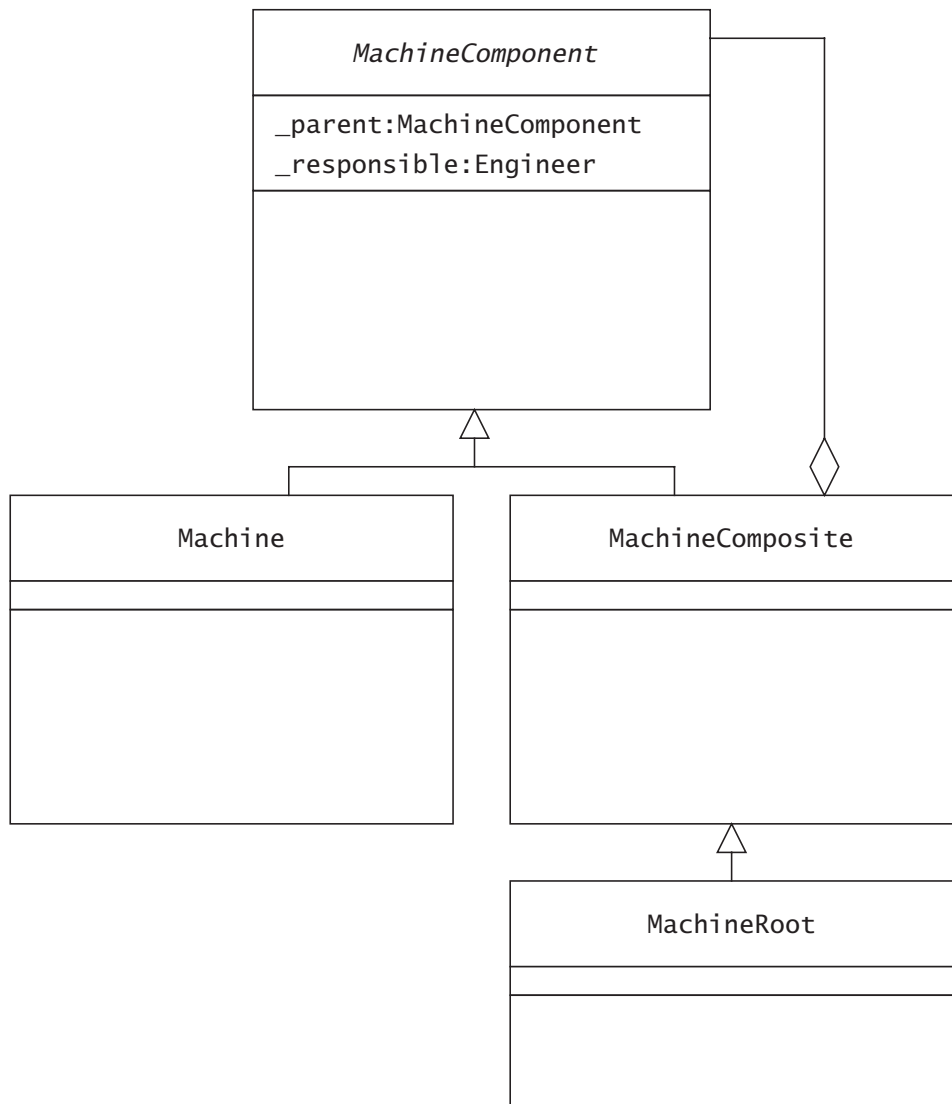 MachineComponent
_parent:MachineComponent
_responsible:Engineer
Machine
MachineComposite
MachineRoot